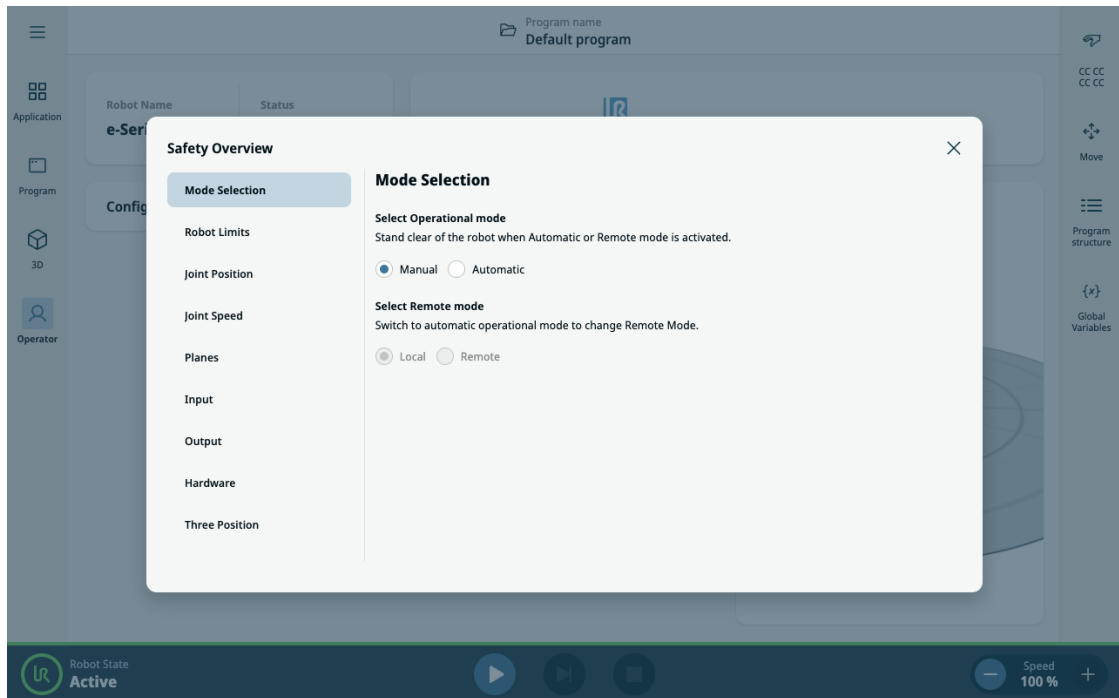 Program name
Default program
Application
Program
3D
Operator
Robot Name
Status
e-Seri
Config
Safety Overview
Mode Selection
Robot Limits
Joint Position
Joint Speed
Planes
Input
Output
Hardware
Three Position
Mode Selection
Select Operational mode
Stand clear of the robot when Automatic or Remote mode is activated.
Manual
Automatic
Select Remote mode
Switch to automatic operational mode to change Remote Mode.
Local
Remote
CC CC
CC CC
Move
Program
structure
{x}
Global
Variables
Robot State
Active
Speed
100 %